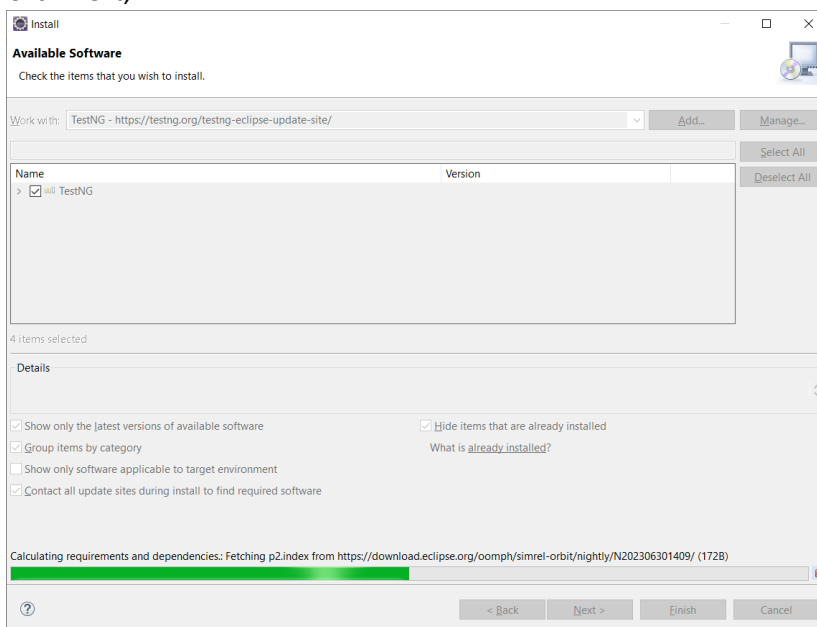 Install
Available Software
Check the items that you wish to install.
Work with: TestNG - https://testng.org/testng-eclipse-update-site/ Add... Manage...
Select All
Name Version
Deselect All
TestNG
4 items selected
Details
Show only the latest versions of available software Hide items that are already installed
Group items by category What is already installed?
Show only software applicable to target environment
Contact all update sites during install to find required software
Calculating requirements and dependencies.: Fetching p2.index from https://download.eclipse.org/oomph/simrel-orbit/nightly/N202306301409/ (172B)
? < Back Next > Finish Cancel